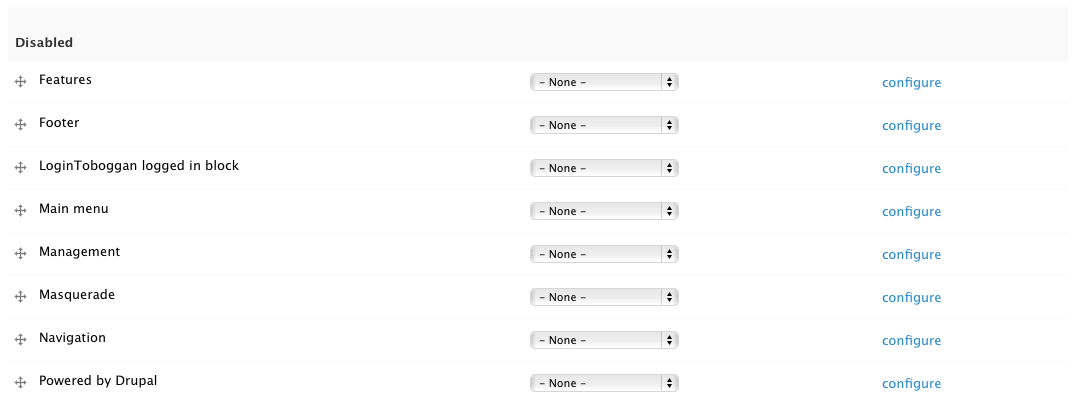 Disabled
Features – None – configure
Footer – None – configure
LoginToboggan logged in block – None – configure
Main menu – None – configure
Management – None – configure
Masquerade – None – configure
Navigation – None – configure
Powered by Drupal – None – configure